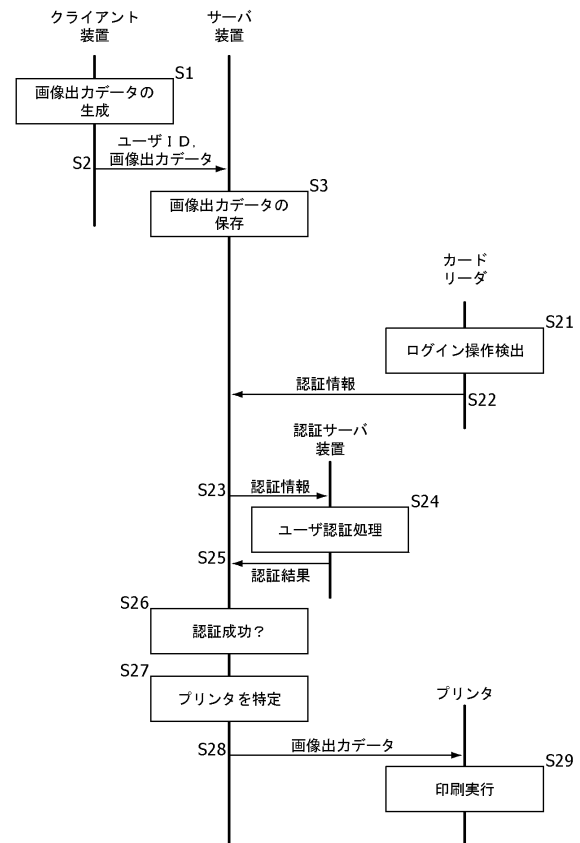 クライアント
装置
サーバ
装置
S1
画像出力データの
生成
S2
ユーザＩＤ．
画像出力データ
S3
画像出力データの
保存
カード
リーダ
S21
ログイン操作検出
認証情報
S22
認証サーバ
装置
S23
認証情報
S24
ユーザ認証処理
S25
認証結果
S26
認証成功？
S27
プリンタを特定
プリンタ
S28
画像出力データ
S29
印刷実行